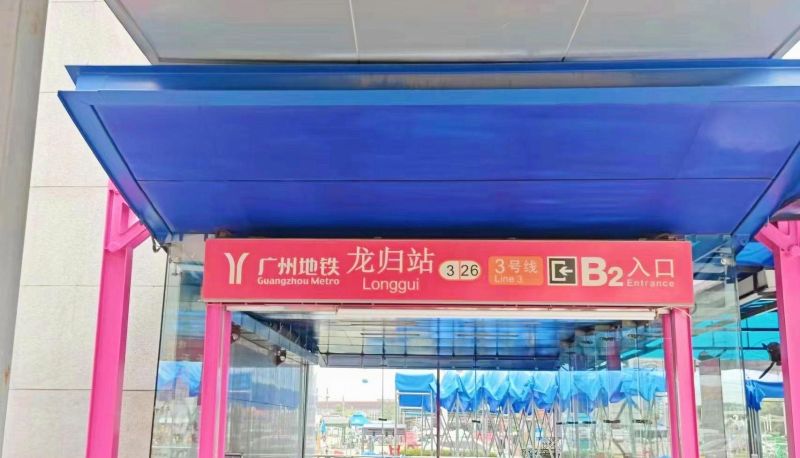 广州地铁
Guangzhou Metro
龙归站
Longgui
3 26
3号线
Line 3
B2 入口
Entrance